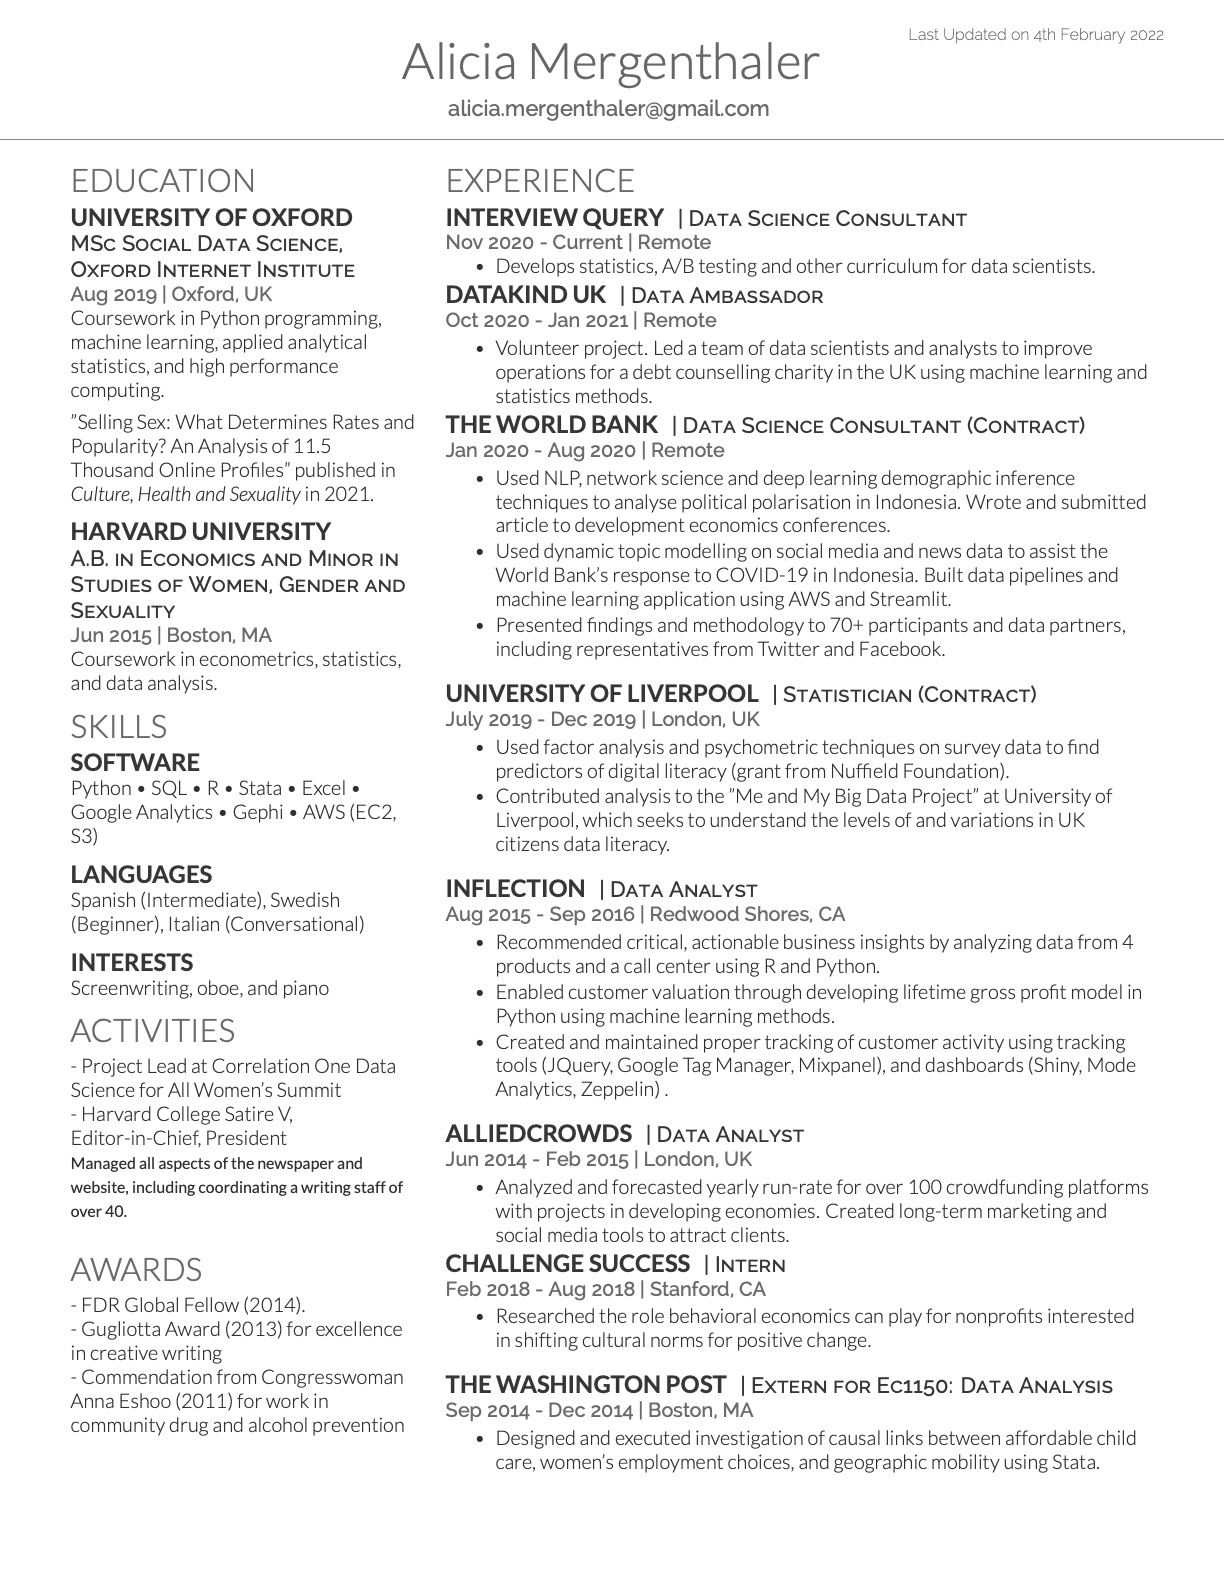 Last Updated on 4th February 2022
Alicia Mergenthaler
alicia.mergenthaler@gmail.com
EDUCATION
UNIVERSITY OF OXFORD
MSc Social Data Science,
Oxford Internet Institute
Aug 2019 | Oxford, UK
Coursework in Python programming,
machine learning, applied analytical
statistics, and high performance
computing.
”Selling Sex: What Determines Rates and
Popularity? An Analysis of 11.5
Thousand Online Profiles” published in
Culture, Health and Sexuality in 2021.
HARVARD UNIVERSITY
A.B. in Economics and Minor in
Studies of Women, Gender and
Sexuality
Jun 2015 | Boston, MA
Coursework in econometrics, statistics,
and data analysis.
SKILLS
SOFTWARE
Python • SQL • R • Stata • Excel •
Google Analytics • Gephi • AWS (EC2,
S3)
LANGUAGES
Spanish (Intermediate), Swedish
(Beginner), Italian (Conversational)
INTERESTS
Screenwriting, oboe, and piano
ACTIVITIES
- Project Lead at Correlation One Data
Science for All Women’s Summit
- Harvard College Satire V,
Editor-in-Chief, President
Managed all aspects of the newspaper and
website, including coordinating a writing staff of
over 40.
AWARDS
- FDR Global Fellow (2014).
- Gugliotta Award (2013) for excellence
in creative writing
- Commendation from Congresswoman
Anna Eshoo (2011) for work in
community drug and alcohol prevention
EXPERIENCE
INTERVIEW QUERY | Data Science Consultant
Nov 2020 - Current | Remote
• Develops statistics, A/B testing and other curriculum for data scientists.
DATAKIND UK | Data Ambassador
Oct 2020 - Jan 2021 | Remote
• Volunteer project. Led a team of data scientists and analysts to improve
operations for a debt counselling charity in the UK using machine learning and
statistics methods.
THE WORLD BANK | Data Science Consultant (Contract)
Jan 2020 - Aug 2020 | Remote
• Used NLP, network science and deep learning demographic inference
techniques to analyse political polarisation in Indonesia. Wrote and submitted
article to development economics conferences.
• Used dynamic topic modelling on social media and news data to assist the
World Bank’s response to COVID-19 in Indonesia. Built data pipelines and
machine learning application using AWS and Streamlit.
• Presented findings and methodology to 70+ participants and data partners,
including representatives from Twitter and Facebook.
UNIVERSITY OF LIVERPOOL | Statistician (Contract)
July 2019 - Dec 2019 | London, UK
• Used factor analysis and psychometric techniques on survey data to find
predictors of digital literacy (grant from Nuffield Foundation).
• Contributed analysis to the ”Me and My Big Data Project” at University of
Liverpool, which seeks to understand the levels of and variations in UK
citizens data literacy.
INFLECTION | Data Analyst
Aug 2015 - Sep 2016 | Redwood Shores, CA
• Recommended critical, actionable business insights by analyzing data from 4
products and a call center using R and Python.
• Enabled customer valuation through developing lifetime gross profit model in
Python using machine learning methods.
• Created and maintained proper tracking of customer activity using tracking
tools (JQuery, Google Tag Manager, Mixpanel), and dashboards (Shiny, Mode
Analytics, Zeppelin) .
ALLIEDCROWDS | Data Analyst
Jun 2014 - Feb 2015 | London, UK
• Analyzed and forecasted yearly run-rate for over 100 crowdfunding platforms
with projects in developing economies. Created long-term marketing and
social media tools to attract clients.
CHALLENGE SUCCESS | Intern
Feb 2018 - Aug 2018 | Stanford, CA
• Researched the role behavioral economics can play for nonprofits interested
in shifting cultural norms for positive change.
THE WASHINGTON POST | Extern for Ec1150: Data Analysis
Sep 2014 - Dec 2014 | Boston, MA
• Designed and executed investigation of causal links between affordable child
care, women’s employment choices, and geographic mobility using Stata.